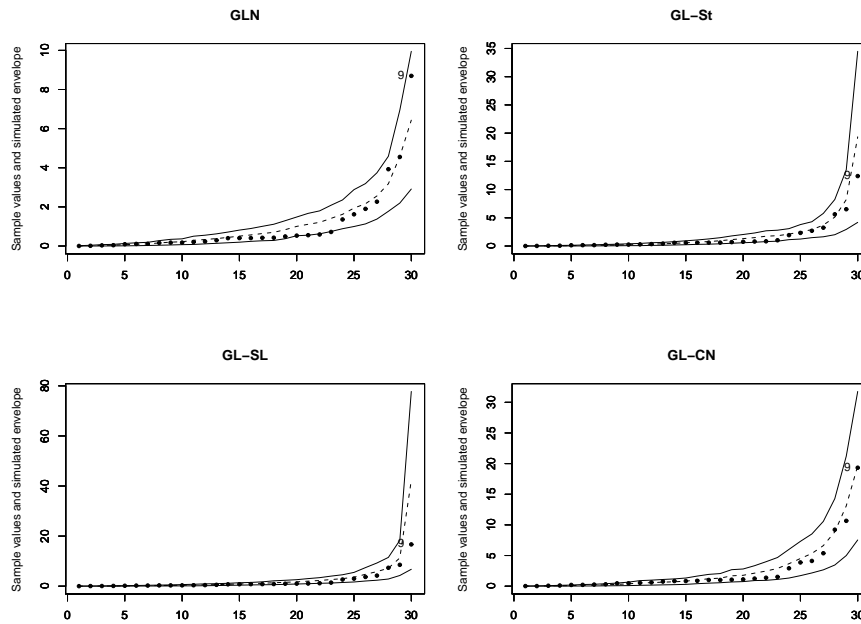 GLN
Sample values and simulated envelope
0 2 4 6 8 10
9
0 5 10 15 20 25 30
GL−St
Sample values and simulated envelope
0 5 10 15 20 25 30 35
9
0 5 10 15 20 25 30
GL−SL
Sample values and simulated envelope
0 20 40 60 80
9
0 5 10 15 20 25 30
GL−CN
Sample values and simulated envelope
0 5 10 15 20 25 30
9
0 5 10 15 20 25 30